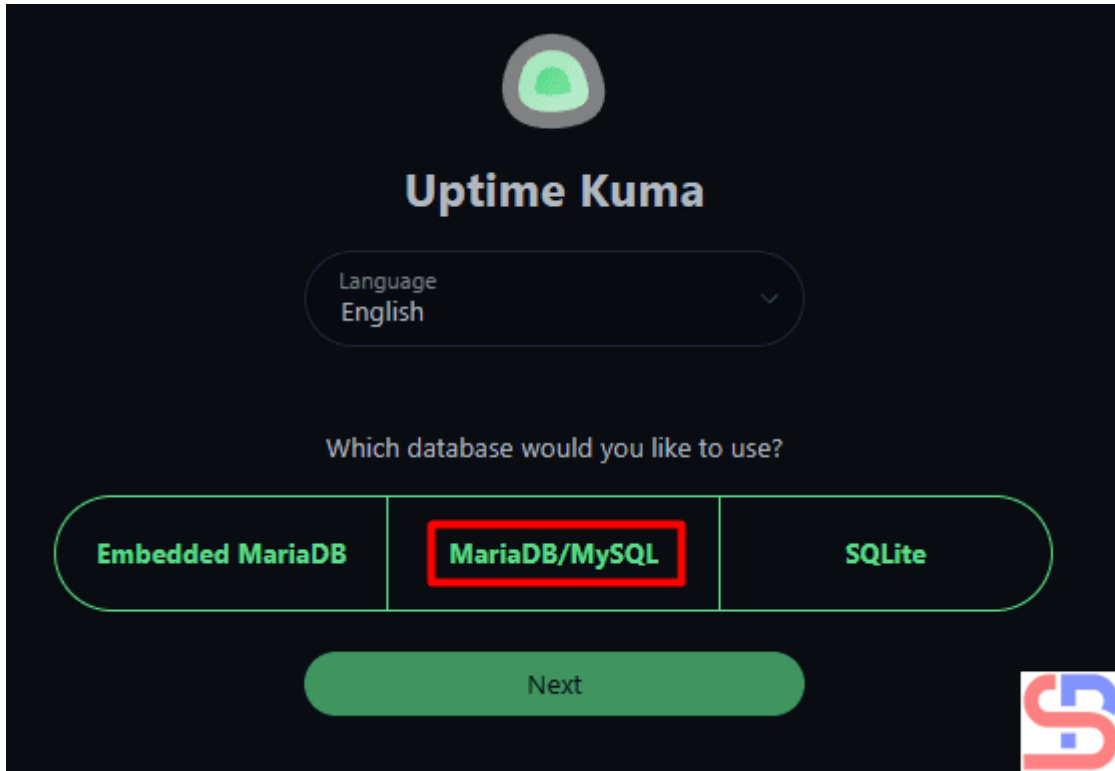 Uptime Kuma
Language
English
Which database would you like to use?
Embedded MariaDB
MariaDB/MySQL
SQLite
Next